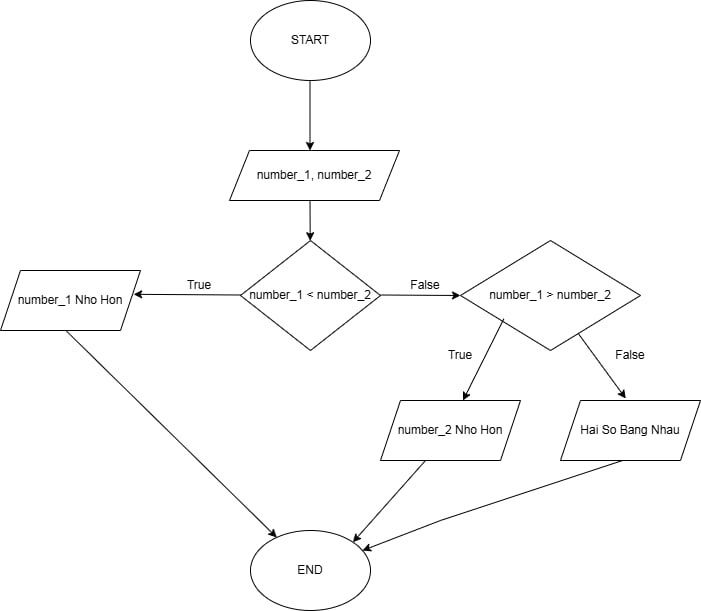 START
number_1, number_2
number_1 < number_2
True
False
number_1 Nho Hon
number_1 > number_2
True
False
number_2 Nho Hon
Hai So Bang Nhau
END